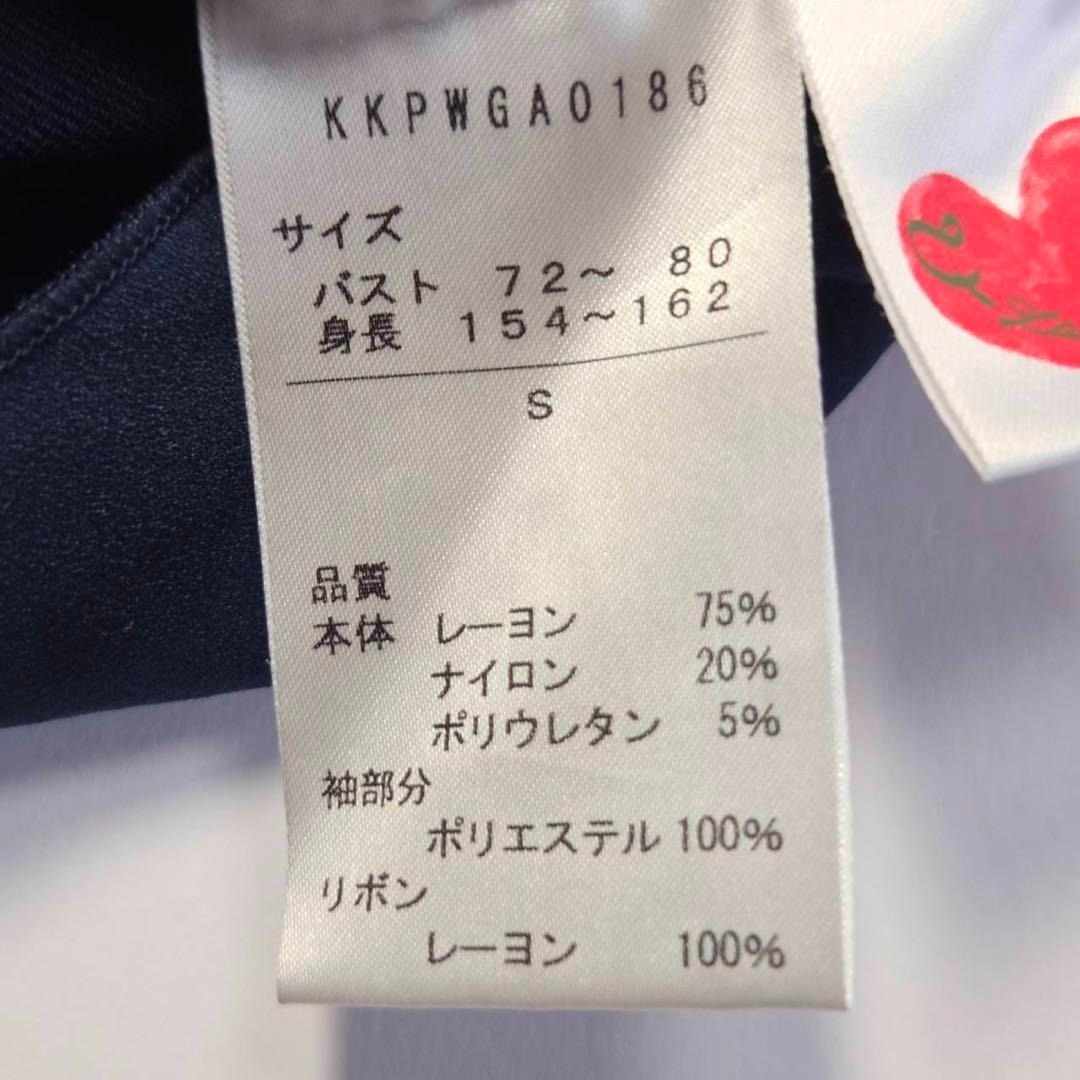 KKPWGA0186
サイズ
バスト 72～ 80
身長 154～162
S
品質
本体 レーヨン 75%
ナイロン 20%
ポリウレタン 5%
袖部分
ポリエステル 100%
リボン
レーヨン 100%